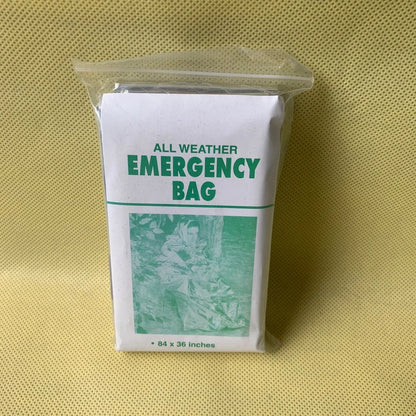 ALL WEATHER
EMERGENCY
BAG
• 84 x 36 inches